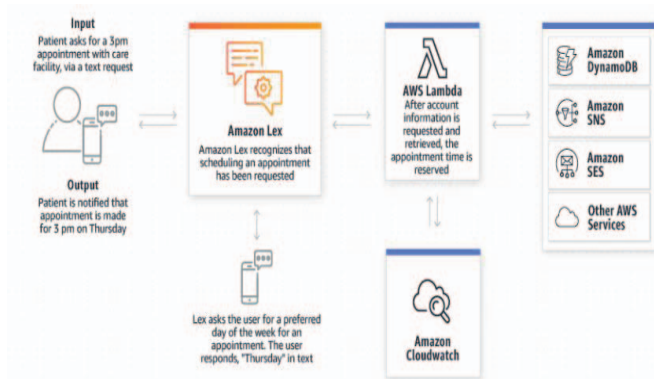 Input
Patient asks for a 3pm
appointment with care
facility, via a text request
Output
Patient is notified that
appointment is made
for 3 pm on Thursday
Amazon Lex
Amazon Lex recognizes that
scheduling an appointment
has been requested
Lex asks the user for a preferred
day of the week for an
appointment. The user
responds, "Thursday" in text
AWS Lambda
After account
information is
requested and
retrieved, the
appointment time is
reserved
Amazon
Cloudwatch
Amazon
DynamoDB
Amazon
SNS
Amazon
SES
Other AWS
Services